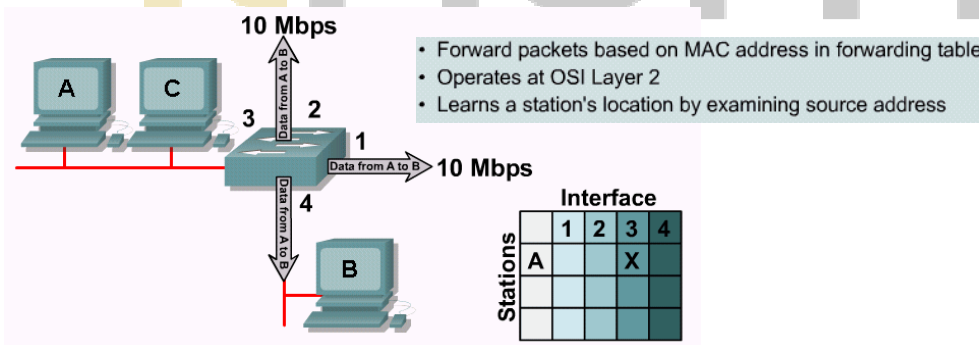 10 Mbps
• Forward packets based on MAC address in forwarding table
• Operates at OSI Layer 2
• Learns a station's location by examining source address
A
C
Data from A to B
3
2
1
Data from A to B
10 Mbps
4
Data from A to B
B
Interface
Stations
1 2 3 4
A X